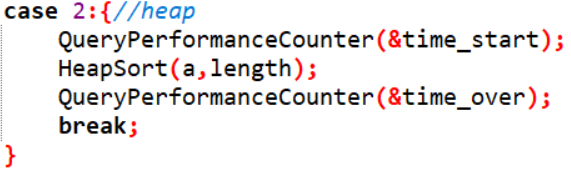 case 2:{//heap
    QueryPerformanceCounter(&time_start);
    HeapSort(a,length);
    QueryPerformanceCounter(&time_over);
    break;
}